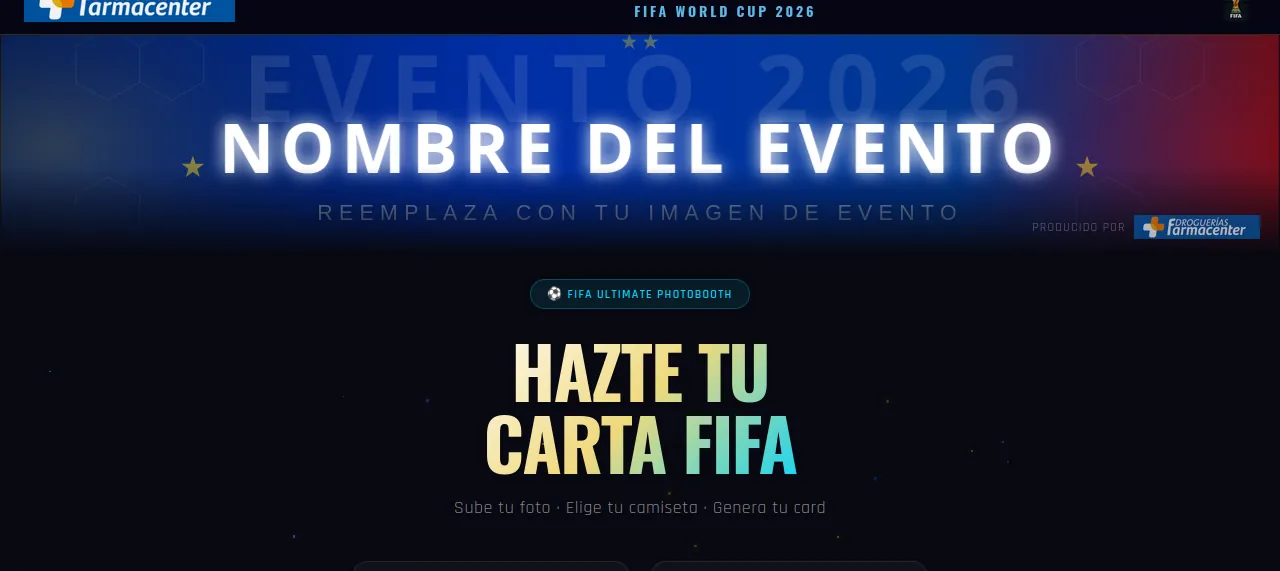 farmacenter
FIFA WORLD CUP 2026
FIFA
EVENTO 2026
NOMBRE DEL EVENTO
REEMPLAZA CON TU IMAGEN DE EVENTO
PRODUCIDO POR
DROGUERÍAS
farmacenter
FIFA ULTIMATE PHOTOBOOTH
HAZTE TU
CARTA FIFA
Sube tu foto · Elige tu camiseta · Genera tu card